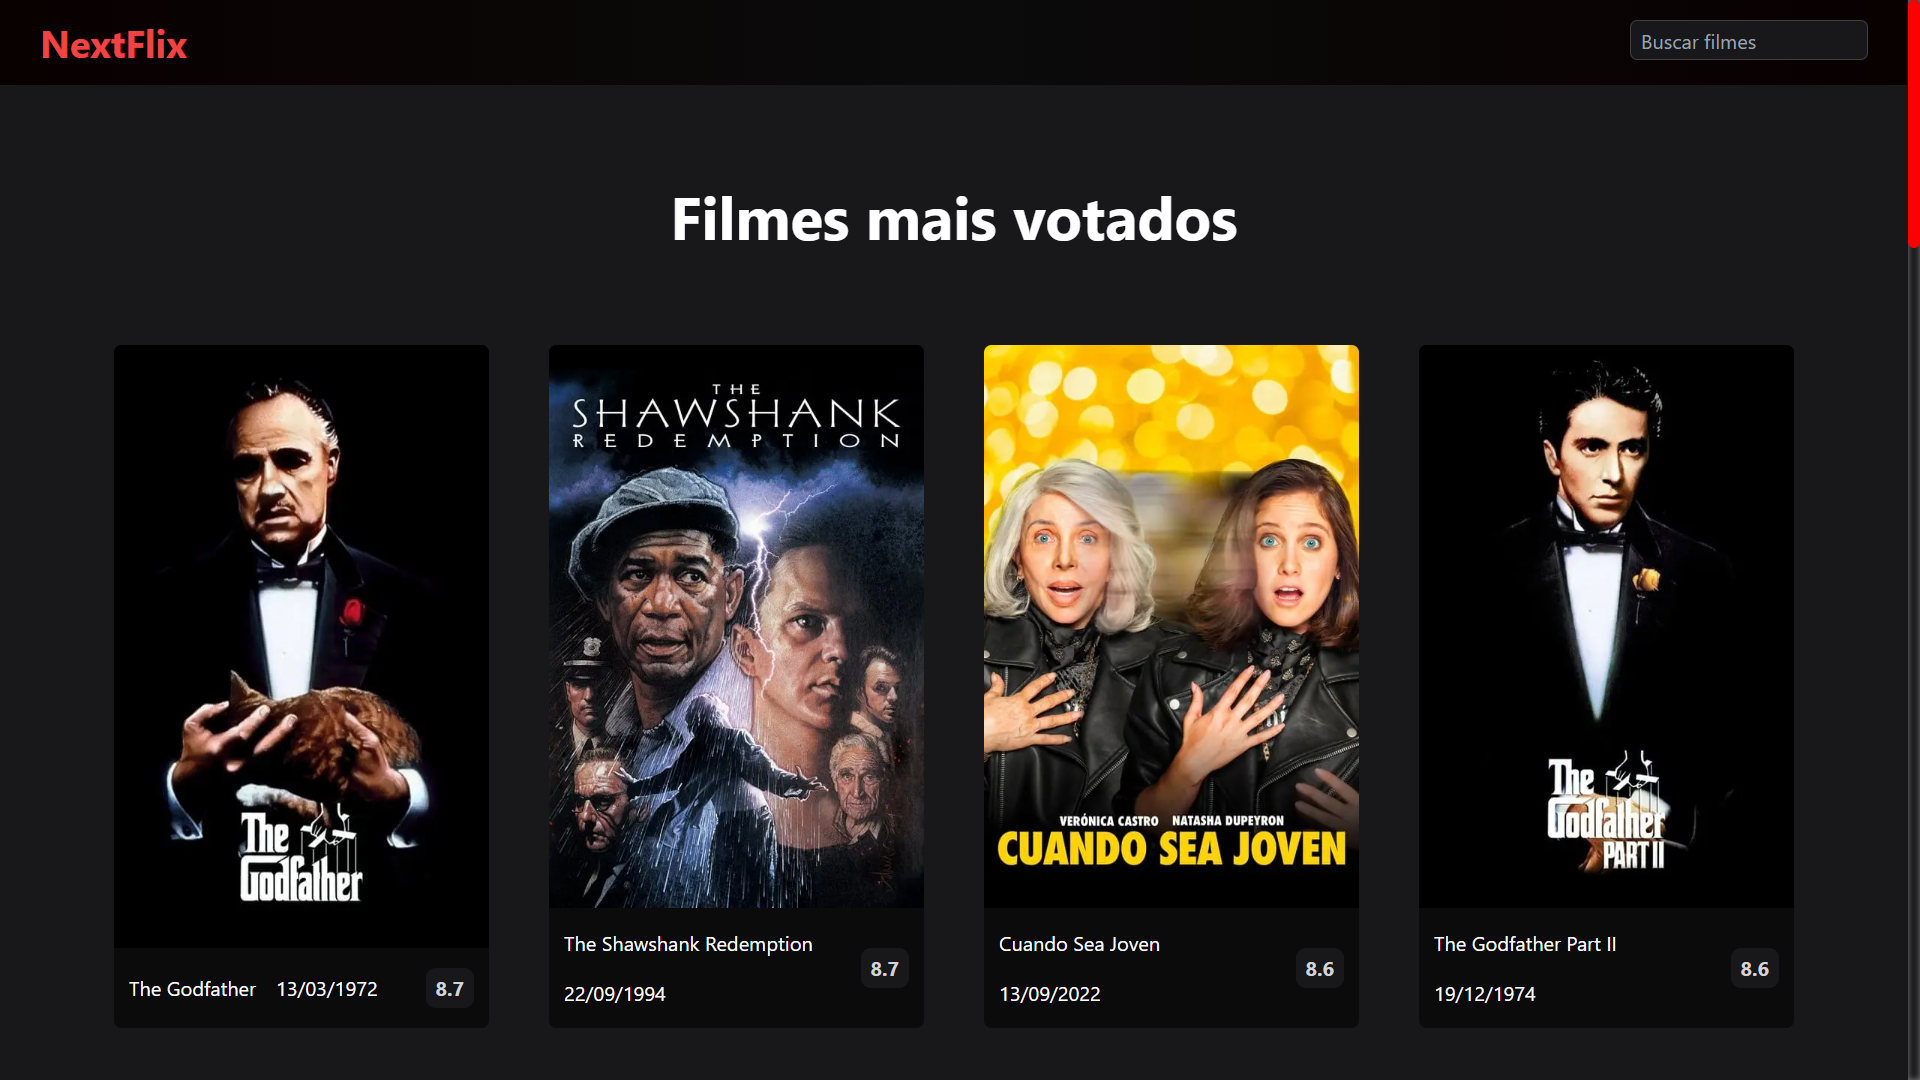 NextFlix
Buscar filmes
Filmes mais votados
The
Godfather
The Godfather 13/03/1972
8.7
THE
SHAWSHANK
REDEMPTION
The Shawshank Redemption
22/09/1994
8.7
VERÓNICA CASTRO NATASHA DUPEYRON
CUANDO SEA JOVEN
Cuando Sea Joven
13/09/2022
8.6
The
Godfather
PART II
The Godfather Part II
19/12/1974
8.6